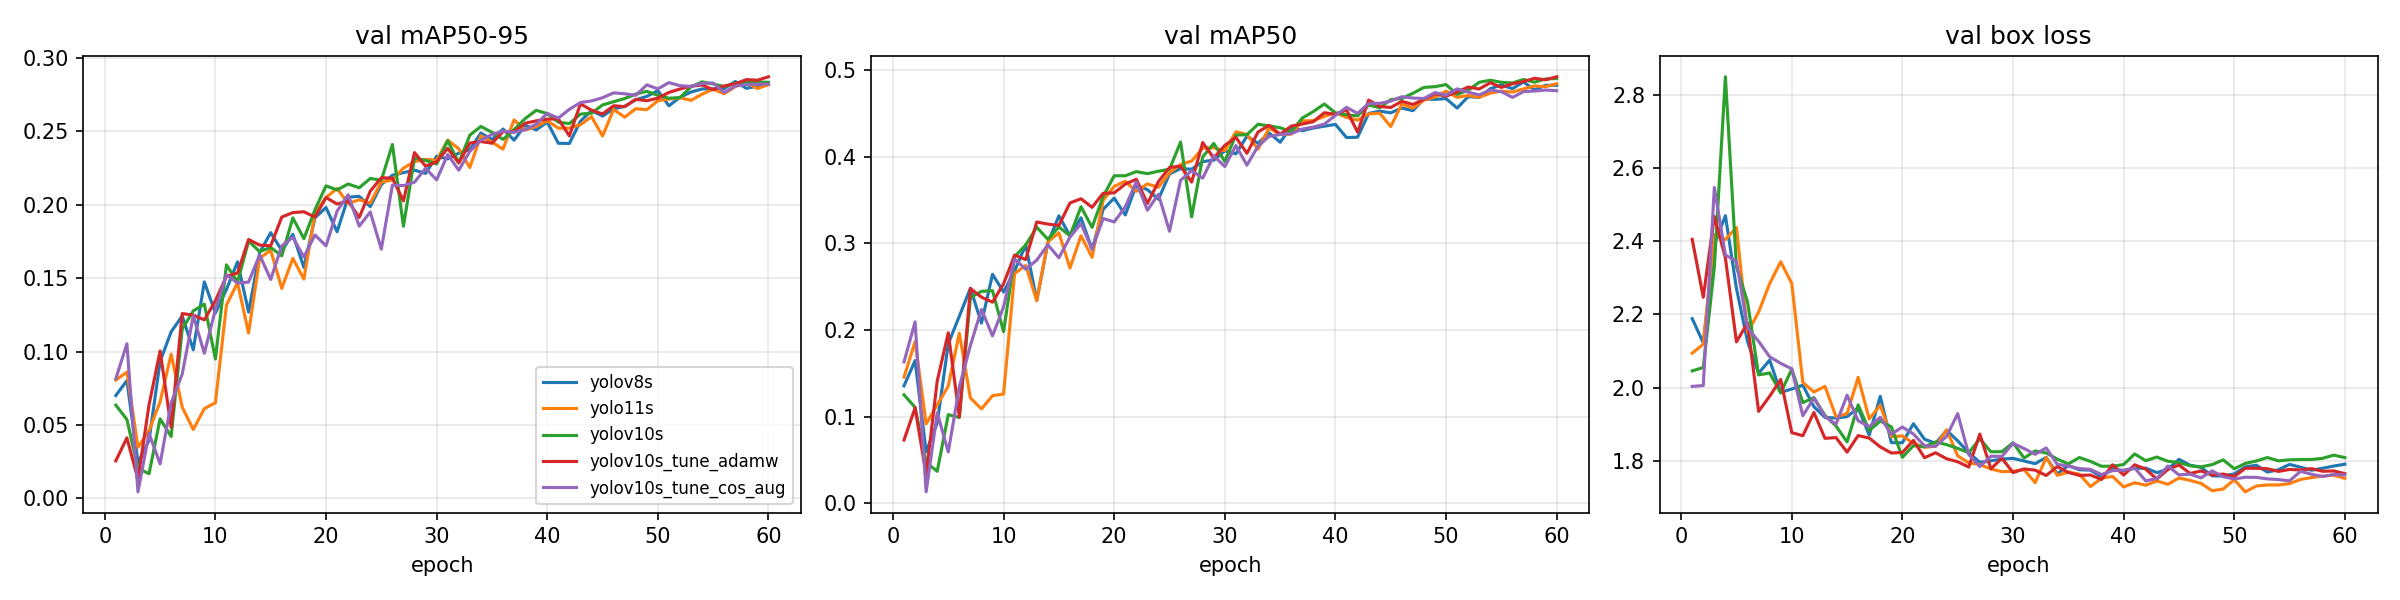 val mAP50-95
0.30
0.25
0.20
0.15
0.10
0.05
0.00
yolov8s
yolo11s
yolov10s
yolov10s_tune_adamw
yolov10s_tune_cos_aug
0 10 20 30 40 50 60
epoch
val mAP50
0.5
0.4
0.3
0.2
0.1
0.0
0 10 20 30 40 50 60
epoch
val box loss
2.8
2.6
2.4
2.2
2.0
1.8
0 10 20 30 40 50 60
epoch